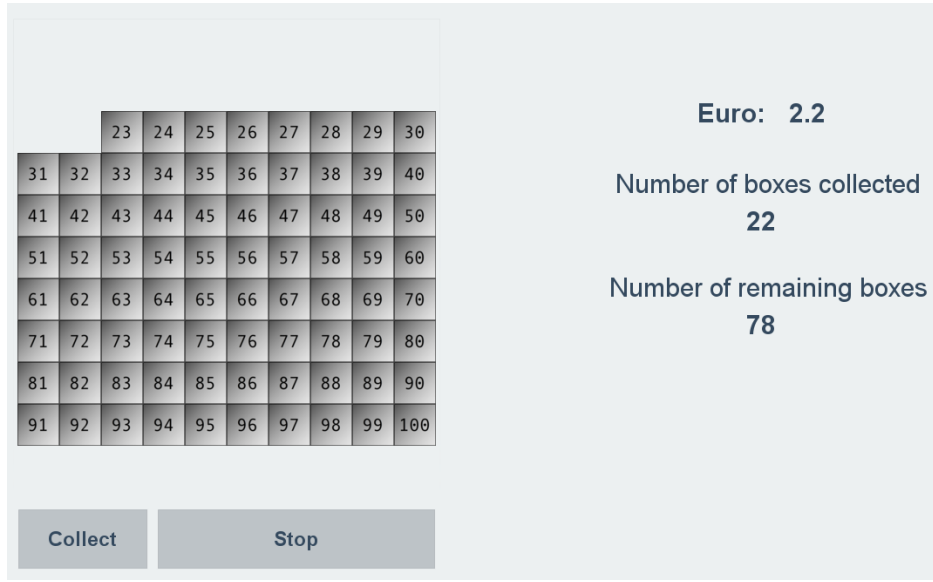 23 24 25 26 27 28 29 30
31 32 33 34 35 36 37 38 39 40
41 42 43 44 45 46 47 48 49 50
51 52 53 54 55 56 57 58 59 60
61 62 63 64 65 66 67 68 69 70
71 72 73 74 75 76 77 78 79 80
81 82 83 84 85 86 87 88 89 90
91 92 93 94 95 96 97 98 99 100
Collect Stop
Euro: 2.2
Number of boxes collected
22
Number of remaining boxes
78